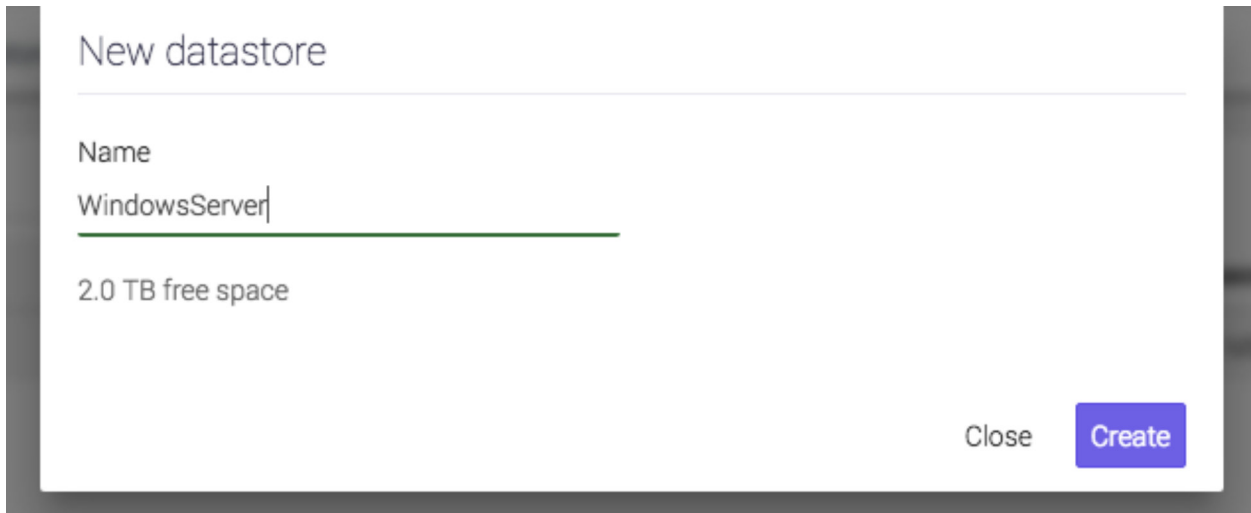 New datastore
Name
WindowsServer
2.0 TB free space
Close Create